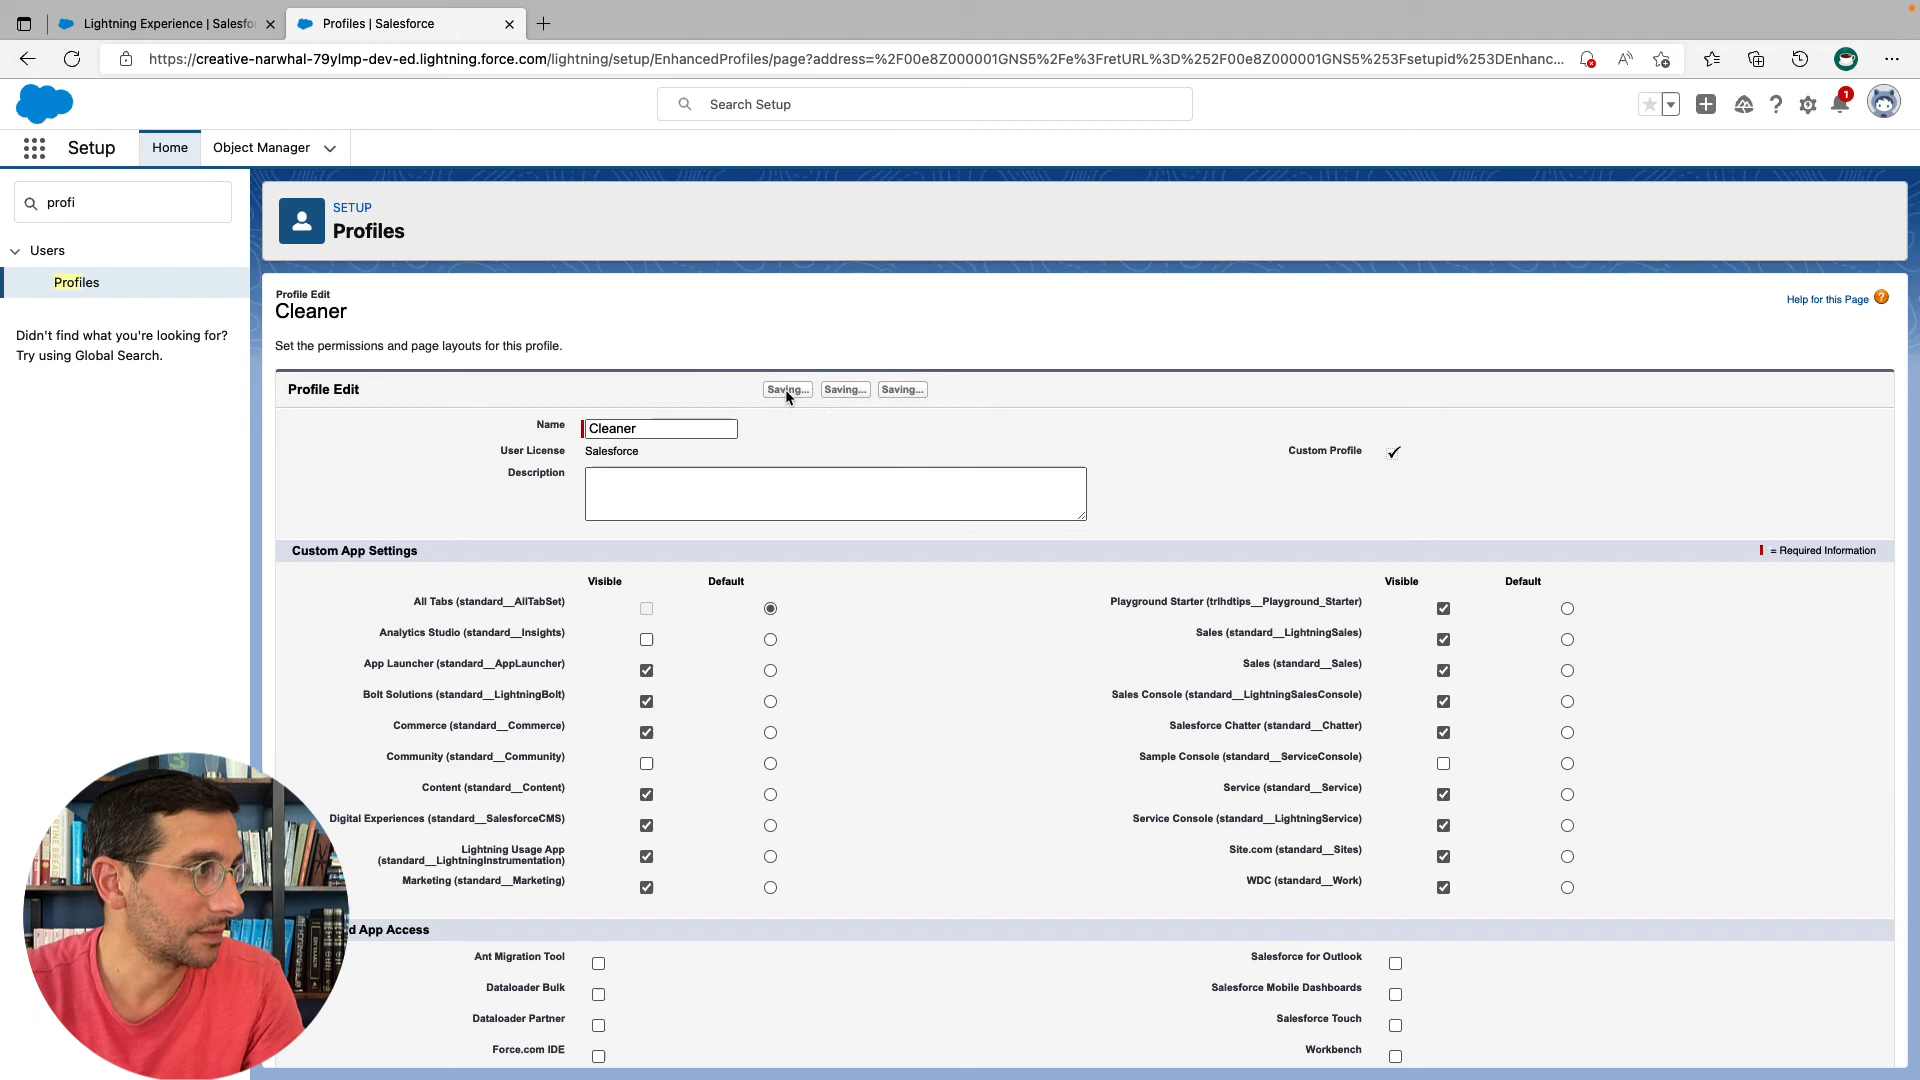 Lightning Experience | Salesfo
Profiles | Salesforce
https://creative-narwhal-79ylmp-dev-ed.lightning.force.com/lightning/setup/EnhancedProfiles/page?address=%2F00e8Z000001GNS5%2Fe%3FretURL%3D%252F00e8Z000001GNS5%253Fsetupid%253DEnhanc...
Search Setup
1
Setup
Home
Object Manager
profi
Users
Profiles
Didn't find what you're looking for?
Try using Global Search.
SETUP
Profiles
Profile Edit
Cleaner
Help for this Page
Set the permissions and page layouts for this profile.
Profile Edit
Saving... Saving... Saving...
Name Cleaner
User License Salesforce Custom Profile
Description
Custom App Settings = Required Information
Visible Default Visible Default
All Tabs (standard__AllTabSet) Playground Starter (trlhdtips__Playground_Starter)
Analytics Studio (standard__Insights) Sales (standard__LightningSales)
App Launcher (standard__AppLauncher) Sales (standard__Sales)
Bolt Solutions (standard__LightningBolt) Sales Console (standard__LightningSalesConsole)
Commerce (standard__Commerce) Salesforce Chatter (standard__Chatter)
Community (standard__Community) Sample Console (standard__ServiceConsole)
Content (standard__Content) Service (standard__Service)
Digital Experiences (standard__SalesforceCMS) Service Console (standard__LightningService)
Lightning Usage App
(standard__LightningInstrumentation) Site.com (standard__Sites)
Marketing (standard__Marketing) WDC (standard__Work)
d App Access
Ant Migration Tool Salesforce for Outlook
Dataloader Bulk Salesforce Mobile Dashboards
Dataloader Partner Salesforce Touch
Force.com IDE Workbench